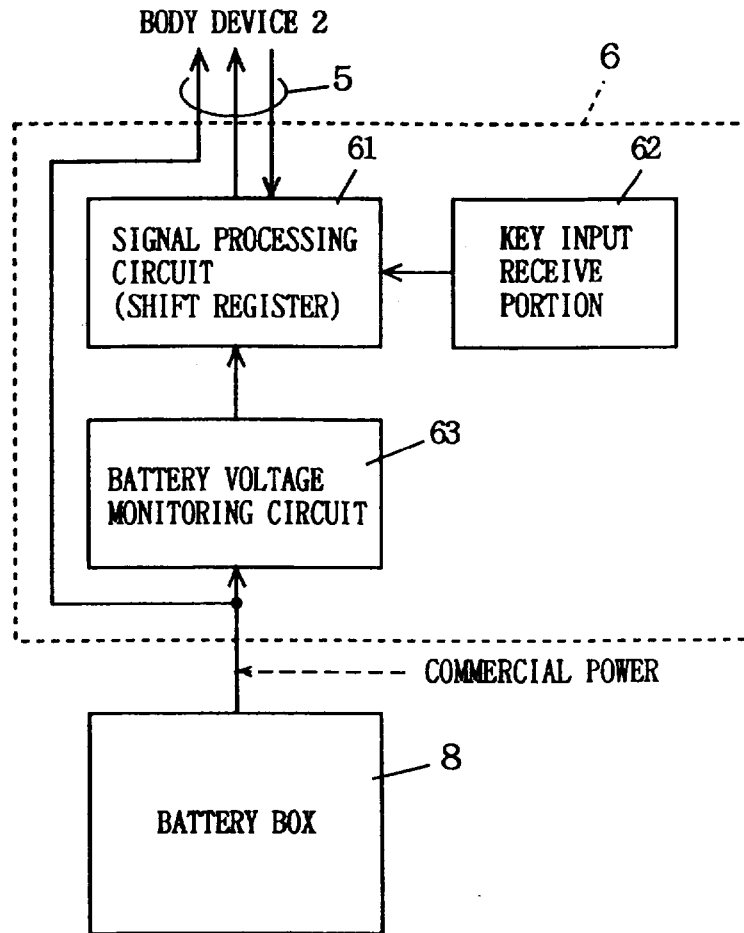 BODY DEVICE 2
5
6
61
62
SIGNAL PROCESSING
CIRCUIT
(SHIFT REGISTER)
KEY INPUT
RECEIVE
PORTION
63
BATTERY VOLTAGE
MONITORING CIRCUIT
COMMERCIAL POWER
8
BATTERY BOX